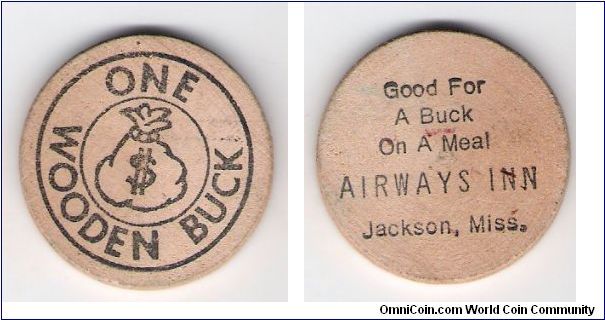 ONE
WOODEN BUCK
$
Good For
A Buck
On A Meal
AIRWAYS INN
Jackson, Miss.
OmniCoin.com World Coin Community